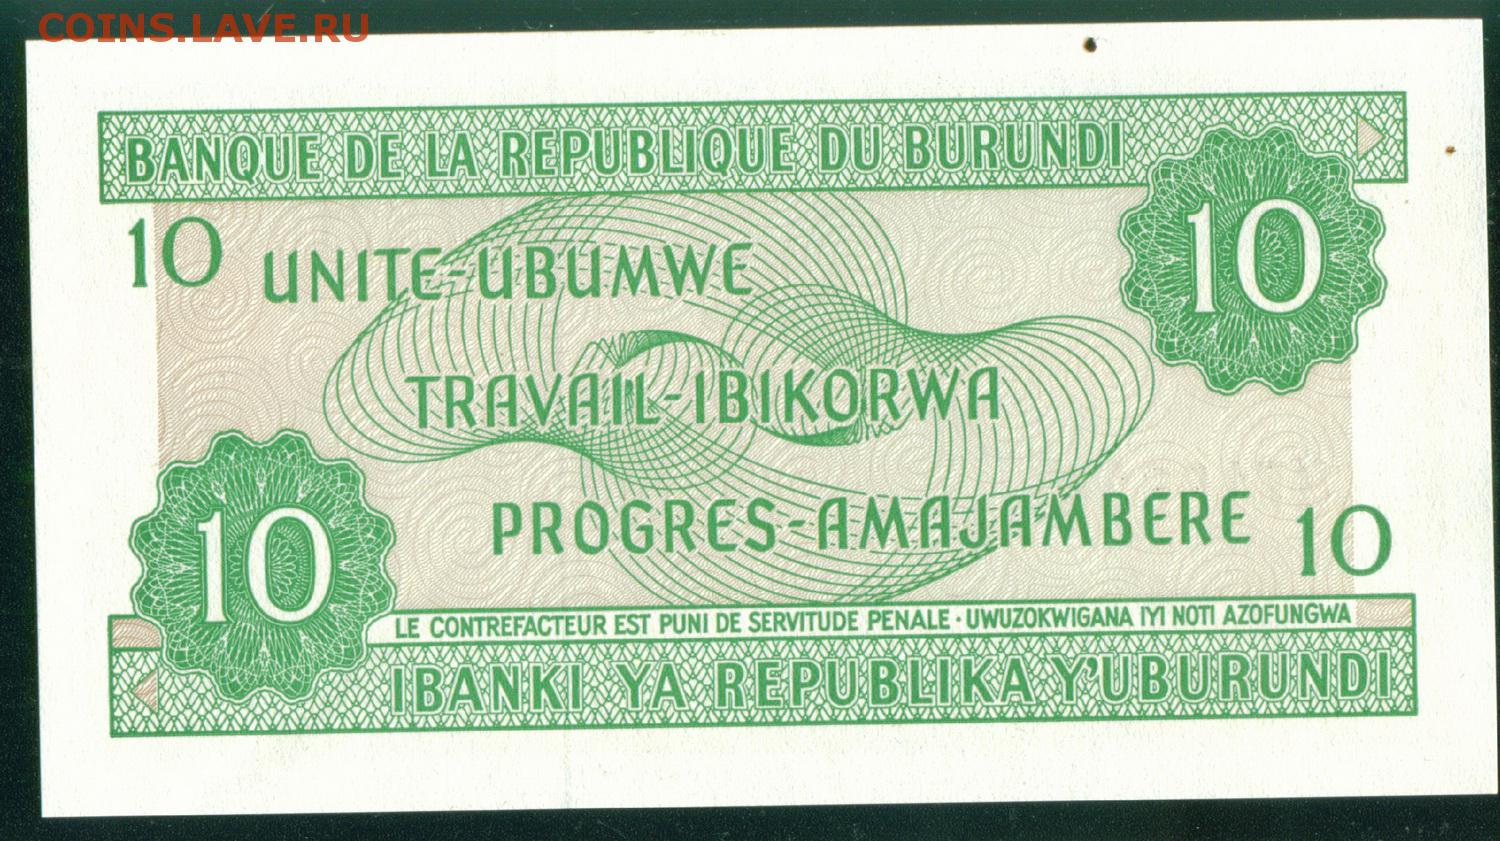 COINS.LAVE.RU
BANQUE DE LA REPUBLIQUE DU BURUNDI
10
10
UNITE-UBUMWE
TRAVAIL-IBIKORWA
PROGRES-AMAJAMBERE
10
10
LE CONTREFACTEUR EST PUNI DE SERVITUDE PENALE · UWUZOKWIGANA IYI NOTI AZOFUNGWA
IBANKI YA REPUBLIKA Y'UBURUNDI